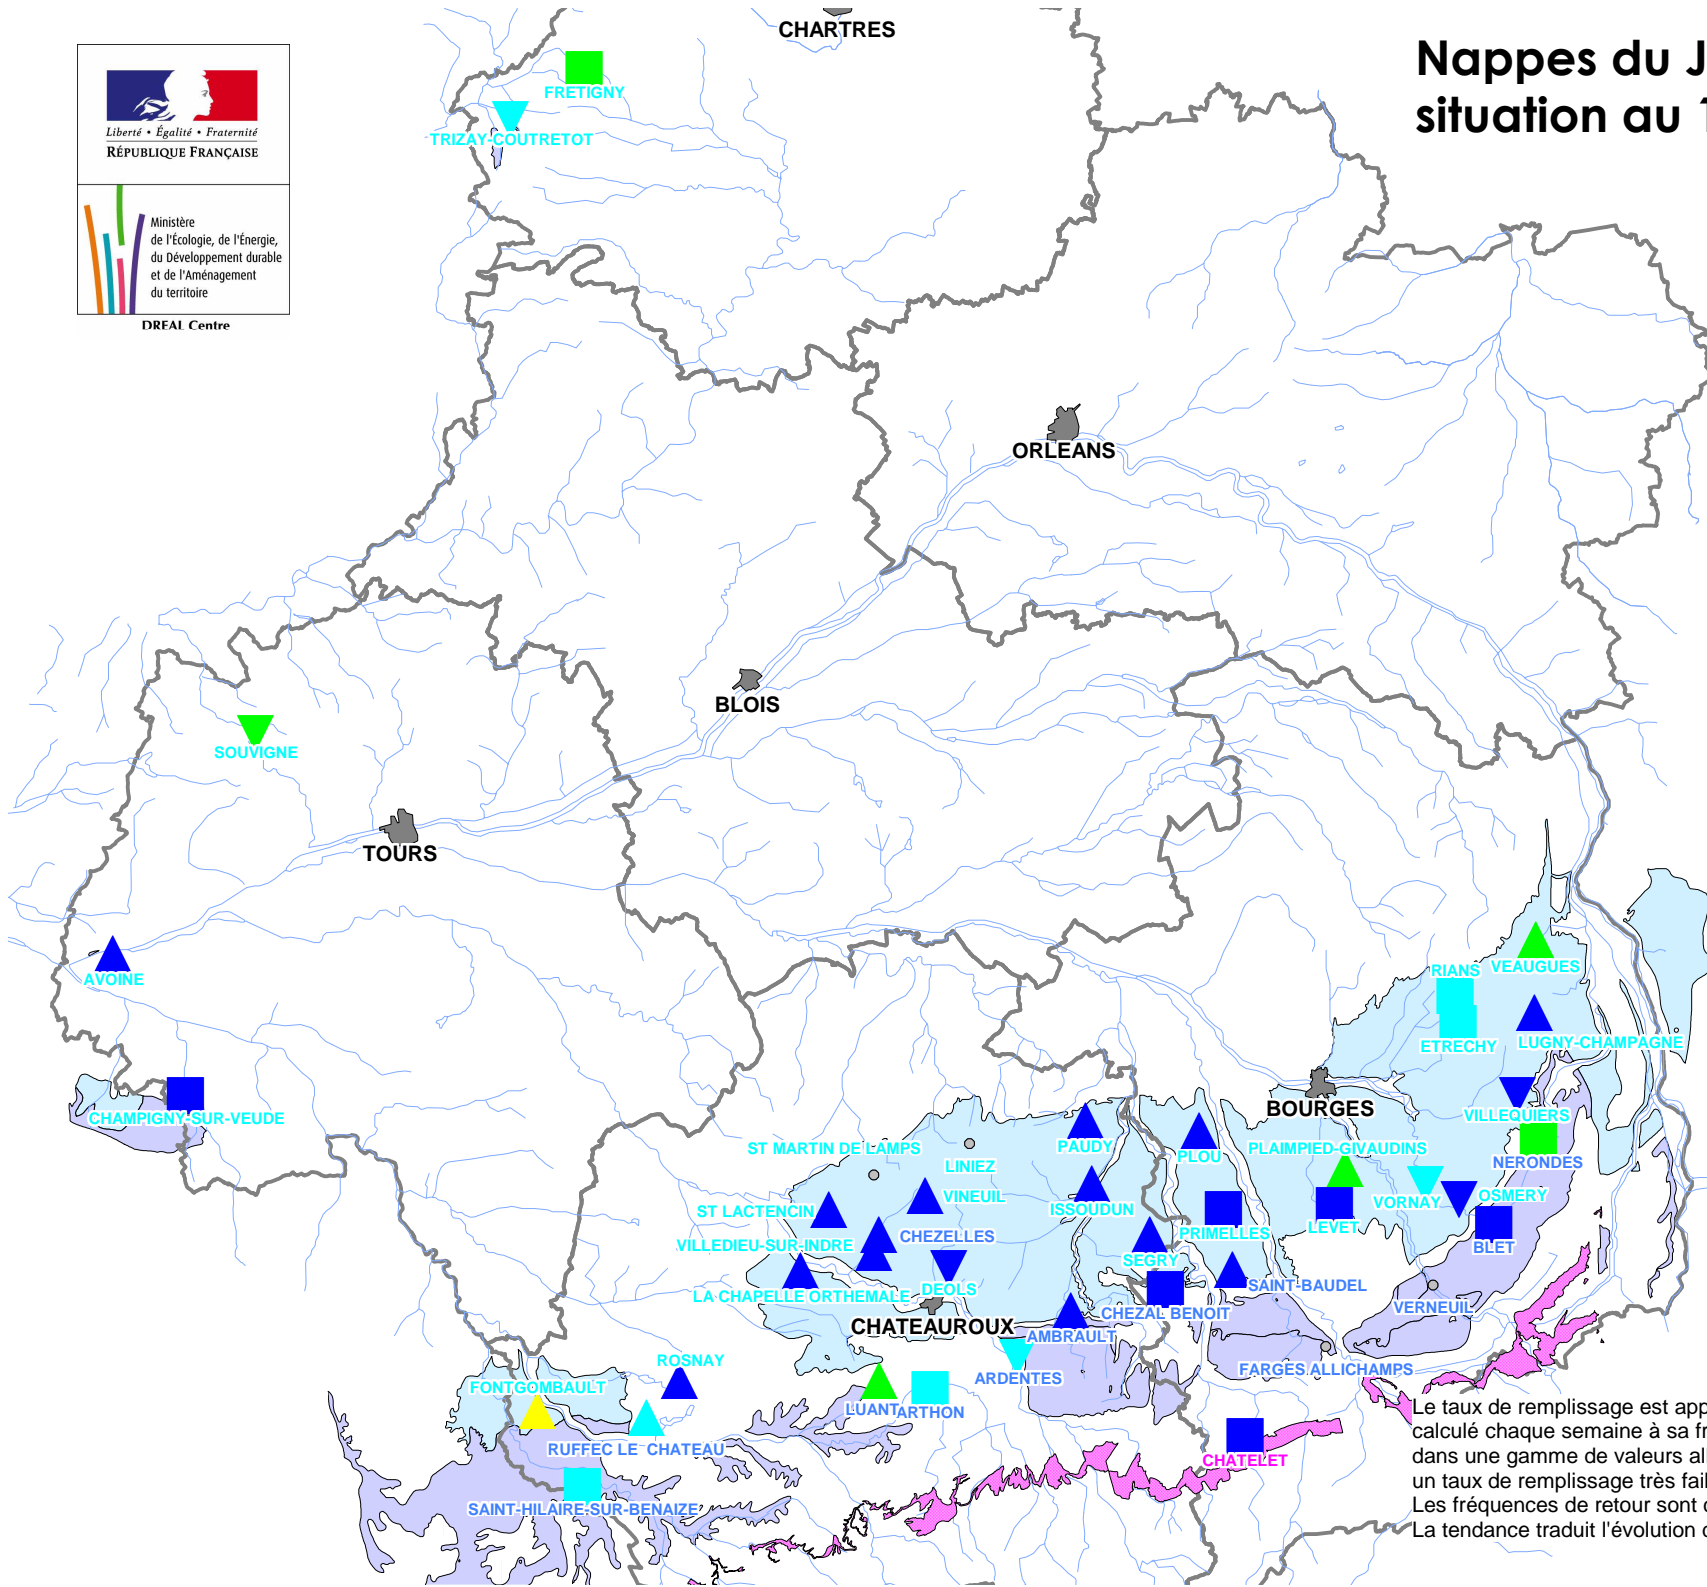 CHARTRES
Nappes du J
situation au 1
FRETIGNY
TRIZAY-COUTRETOT
Liberté • Égalité • Fraternité
RÉPUBLIQUE FRANÇAISE
Ministère
de l'Écologie, de l'Énergie,
du Développement durable
et de l'Aménagement
du territoire
DREAL Centre
ORLEANS
BLOIS
SOUVIGNE
TOURS
AVOINE
RIANS
VEAUGUES
ETRECHY
LUGNY-CHAMPAGNE
CHAMPIGNY-SUR-VEUDE
BOURGES
VILLEQUIERS
ST MARTIN DE LAMPS
PAUDY
PLOU
PLAIMPIED-GIVAUDINS
LINIEZ
NERONDES
VINEUIL
ISSOUDUN
VORNAY
OSMERY
ST LACTENCIN
PRIMELLES
LEVET
VILLEDIEU-SUR-INDRE
CHEZELLES
SEGRY
BLET
LA CHAPELLE ORTHEMALE
DEOLS
SAINT-BAUDEL
CHEZAL BENOIT
VERNEUIL
CHATEAUROUX
AMBRAULT
ROSNAY
ARDENTES
FARGES ALLICHAMPS
FONTGOMBAULT
LUANT
ARTHON
RUFFEC LE CHATEAU
CHATELET
SAINT-HILAIRE-SUR-BENAIZE
Le taux de remplissage est app
calculé chaque semaine à sa fr
dans une gamme de valeurs al
un taux de remplissage très fail
Les fréquences de retour sont
La tendance traduit l'évolution